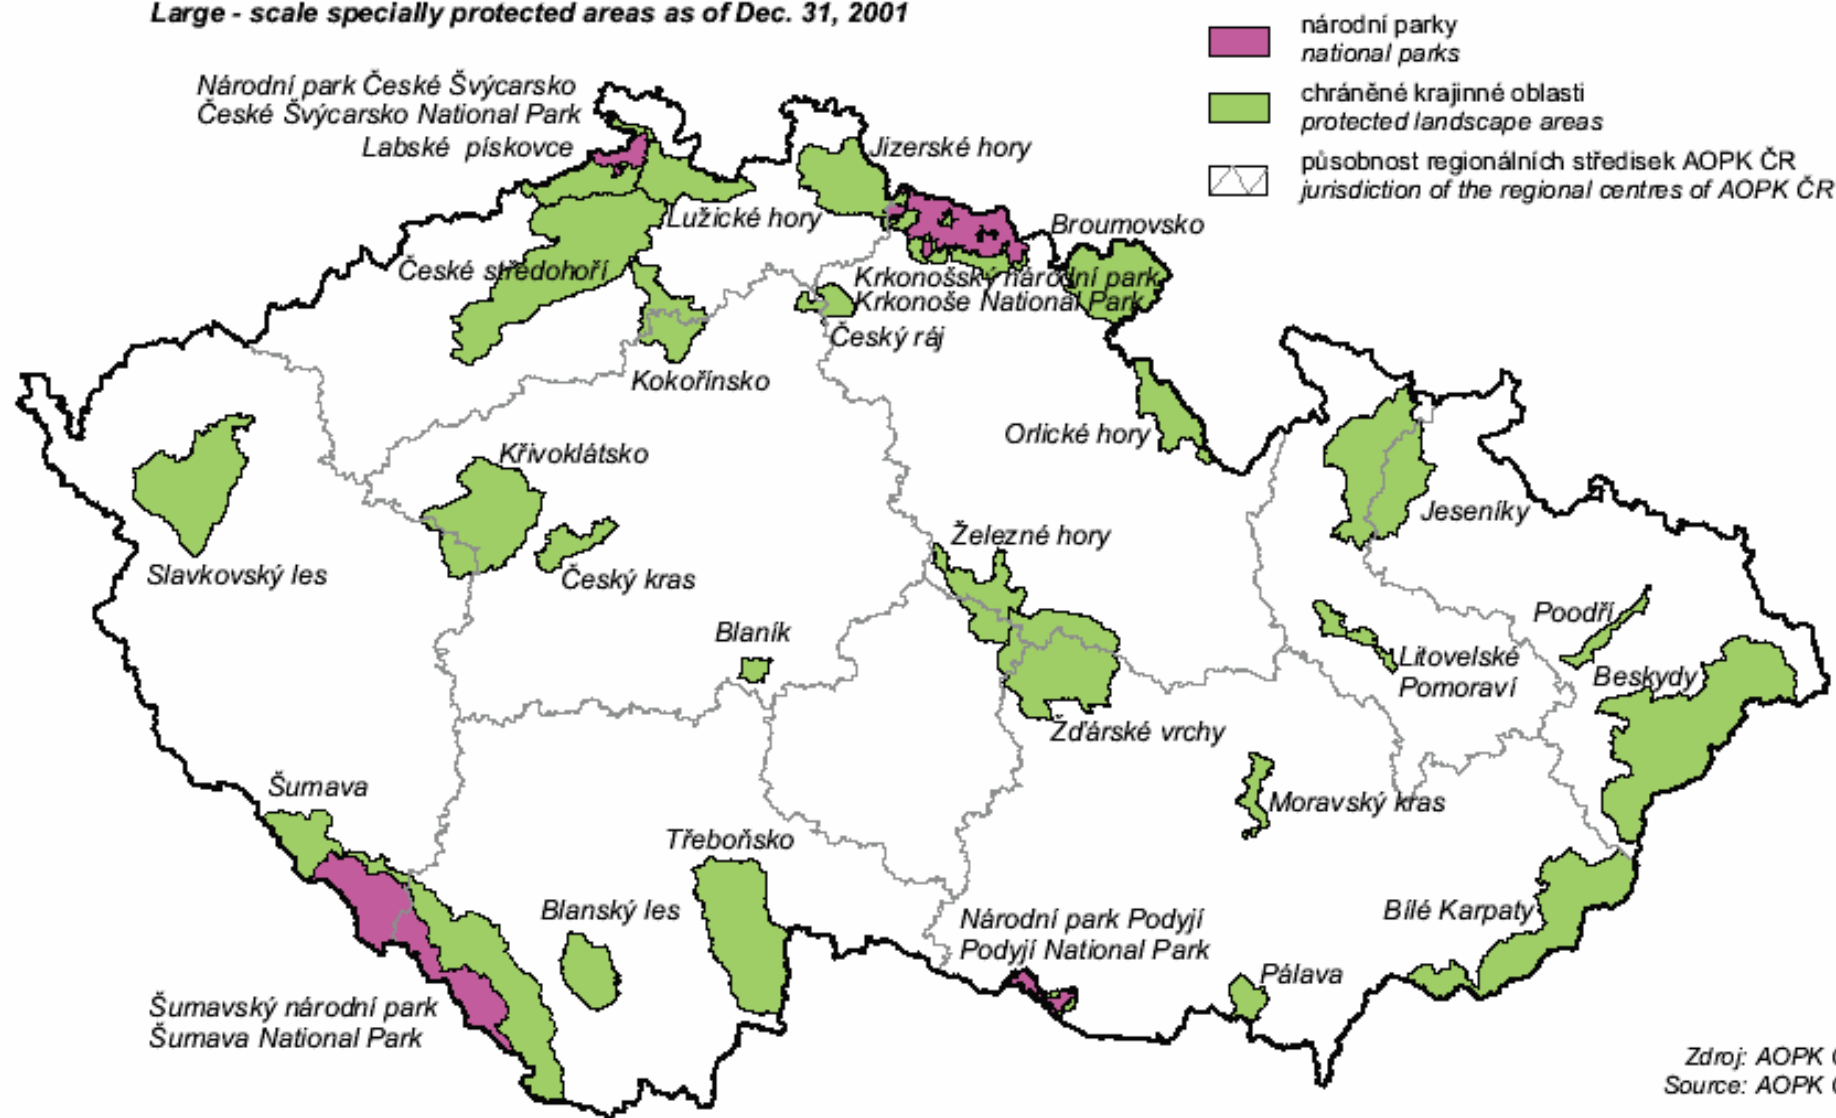 Large - scale specially protected areas as of Dec. 31, 2001
národní parky
national parks
chráněné krajinné oblasti
protected landscape areas
působnost regionálních středisek AOPK ČR
jurisdiction of the regional centres of AOPK ČR
Národní park České Švýcarsko
České Švýcarsko National Park
Labské pískovce
Jizerské hory
Lužické hory
Broumovsko
České středohoří
Krkonošský národní park
Krkonoše National Park
Český ráj
Kokořínsko
Orlické hory
Křivoklátsko
Jeseníky
Železné hory
Slavkovský les
Český kras
Poodří
Blaník
Litovelské
Pomoraví
Beskydy
Žďárské vrchy
Šumava
Moravský kras
Třeboňsko
Blanský les
Bílé Karpaty
Národní park Podyjí
Podyjí National Park
Pálava
Šumavský národní park
Šumava National Park
Zdroj: AOPK
Source: AOPK